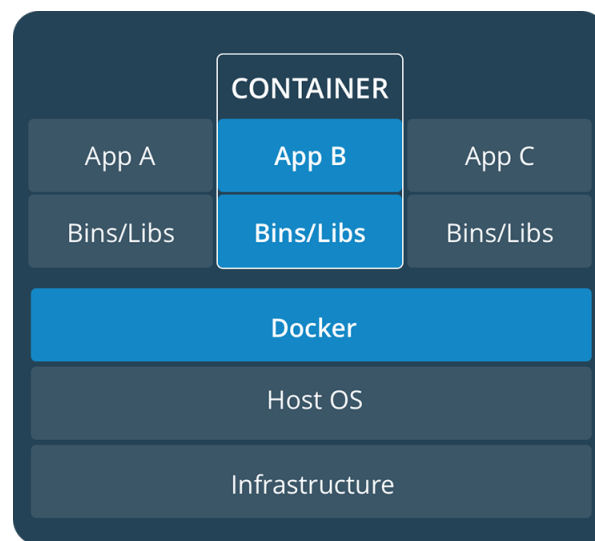 CONTAINER
App A
App B
App C
Bins/Libs
Bins/Libs
Bins/Libs
Docker
Host OS
Infrastructure